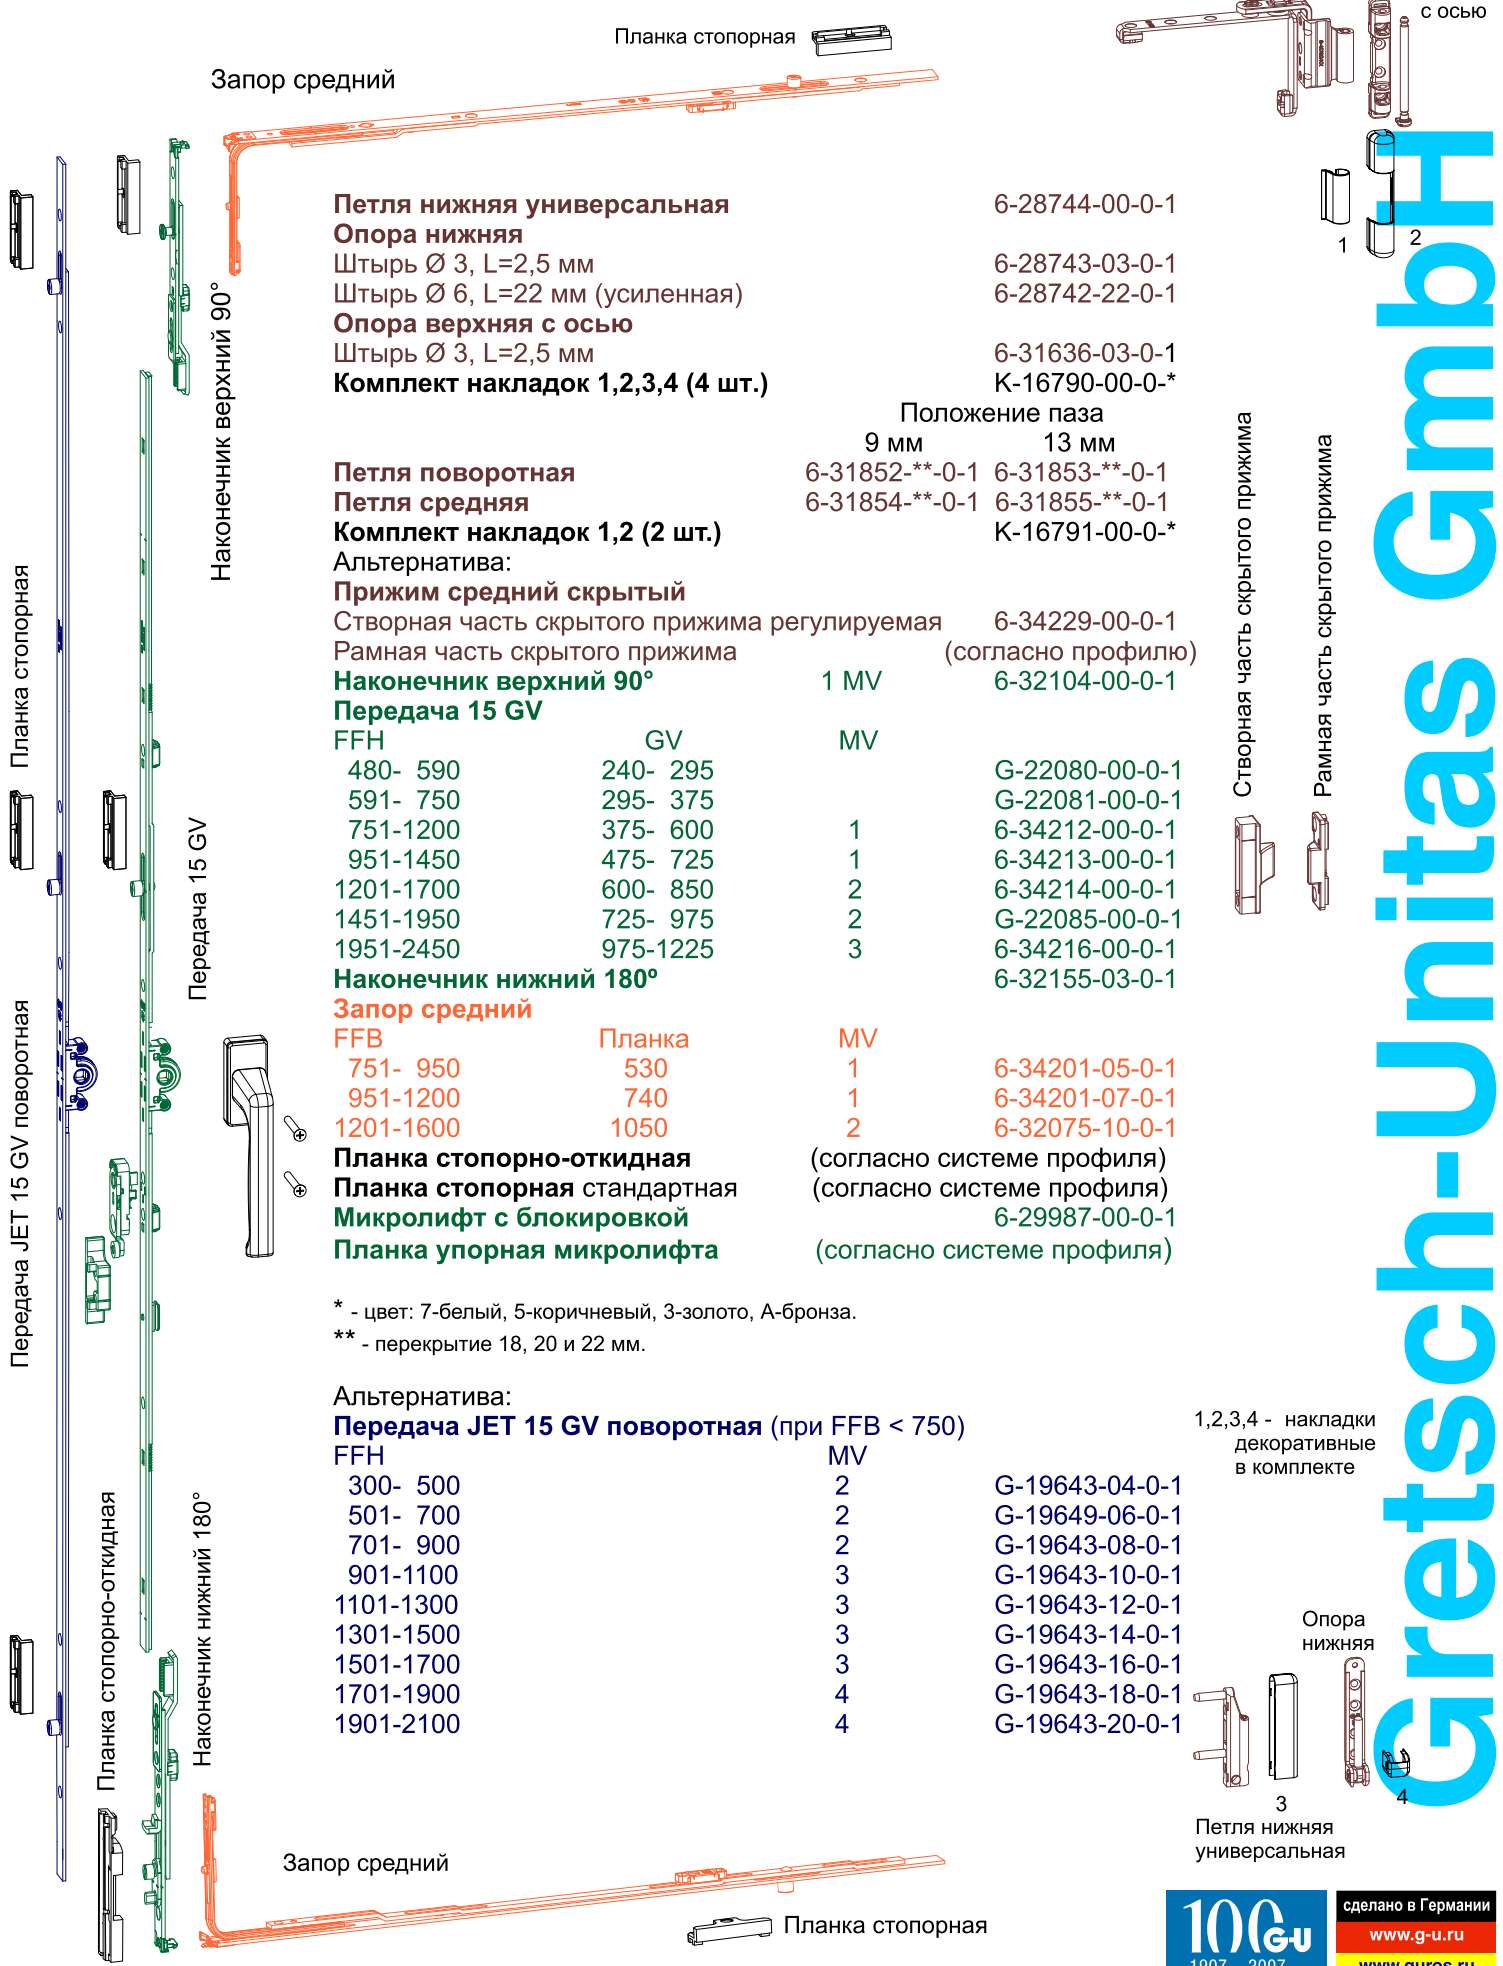 с осью
Планка стопорная
Запор средний
Петля нижняя универсальная 6-28744-00-0-1
Опора нижняя
Штырь Ø 3, L=2,5 мм 6-28743-03-0-1
Штырь Ø 6, L=22 мм (усиленная) 6-28742-22-0-1
Опора верхняя с осью
Штырь Ø 3, L=2,5 мм 6-31636-03-0-1
Комплект накладок 1,2,3,4 (4 шт.) K-16790-00-0-*
Положение паза
9 мм 13 мм
Петля поворотная 6-31852-**-0-1 6-31853-**-0-1
Петля средняя 6-31854-**-0-1 6-31855-**-0-1
Комплект накладок 1,2 (2 шт.) K-16791-00-0-*
Альтернатива:
Прижим средний скрытый
Створная часть скрытого прижима регулируемая 6-34229-00-0-1
Рамная часть скрытого прижима (согласно профилю)
Наконечник верхний 90° 1 MV 6-32104-00-0-1
Передача 15 GV
FFH GV MV
480- 590 240- 295 G-22080-00-0-1
591- 750 295- 375 G-22081-00-0-1
751-1200 375- 600 1 6-34212-00-0-1
951-1450 475- 725 1 6-34213-00-0-1
1201-1700 600- 850 2 6-34214-00-0-1
1451-1950 725- 975 2 G-22085-00-0-1
1951-2450 975-1225 3 6-34216-00-0-1
Наконечник нижний 180º 6-32155-03-0-1
Запор средний
FFB Планка MV
751- 950 530 1 6-34201-05-0-1
951-1200 740 1 6-34201-07-0-1
1201-1600 1050 2 6-32075-10-0-1
Планка стопорно-откидная (согласно системе профиля)
Планка стопорная стандартная (согласно системе профиля)
Микролифт с блокировкой 6-29987-00-0-1
Планка упорная микролифта (согласно системе профиля)
* - цвет: 7-белый, 5-коричневый, 3-золото, А-бронза.
** - перекрытие 18, 20 и 22 мм.
Альтернатива:
Передача JET 15 GV поворотная (при FFB < 750)
FFH MV
300- 500 2 G-19643-04-0-1
501- 700 2 G-19649-06-0-1
701- 900 2 G-19643-08-0-1
901-1100 3 G-19643-10-0-1
1101-1300 3 G-19643-12-0-1
1301-1500 3 G-19643-14-0-1
1501-1700 3 G-19643-16-0-1
1701-1900 4 G-19643-18-0-1
1901-2100 4 G-19643-20-0-1
Запор средний
Планка стопорная
Планка стопорная
Передача JET 15 GV поворотная
Наконечник верхний 90°
Передача 15 GV
Планка стопорно-откидная
Наконечник нижний 180°
1
2
Створная часть скрытого прижима
Рамная часть скрытого прижима
1,2,3,4 - накладки
декоративные
в комплекте
Опора
нижняя
3
4
Петля нижняя
универсальная
Gretsch-Unitas GmbH
100 G-U
1907 2007
сделано в Германии
www.g-u.ru
www.guros.ru